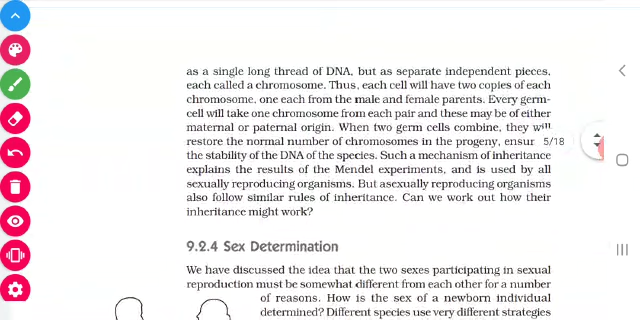 as a single long thread of DNA, but as separate independent pieces,
each called a chromosome. Thus, each cell will have two copies of each
chromosome, one each from the male and female parents. Every germ-
cell will take one chromosome from each pair and these may be of either
maternal or paternal origin. When two germ cells combine, they will
restore the normal number of chromosomes in the progeny, ensur
5/18
the stability of the DNA of the species. Such a mechanism of inheritance
explains the results of the Mendel experiments, and is used by all
sexually reproducing organisms. But asexually reproducing organisms
also follow similar rules of inheritance. Can we work out how their
inheritance might work?
9.2.4 Sex Determination
We have discussed the idea that the two sexes participating in sexual
reproduction must be somewhat different from each other for a number
of reasons. How is the sex of a newborn individual
determined? Different species use very different strategies